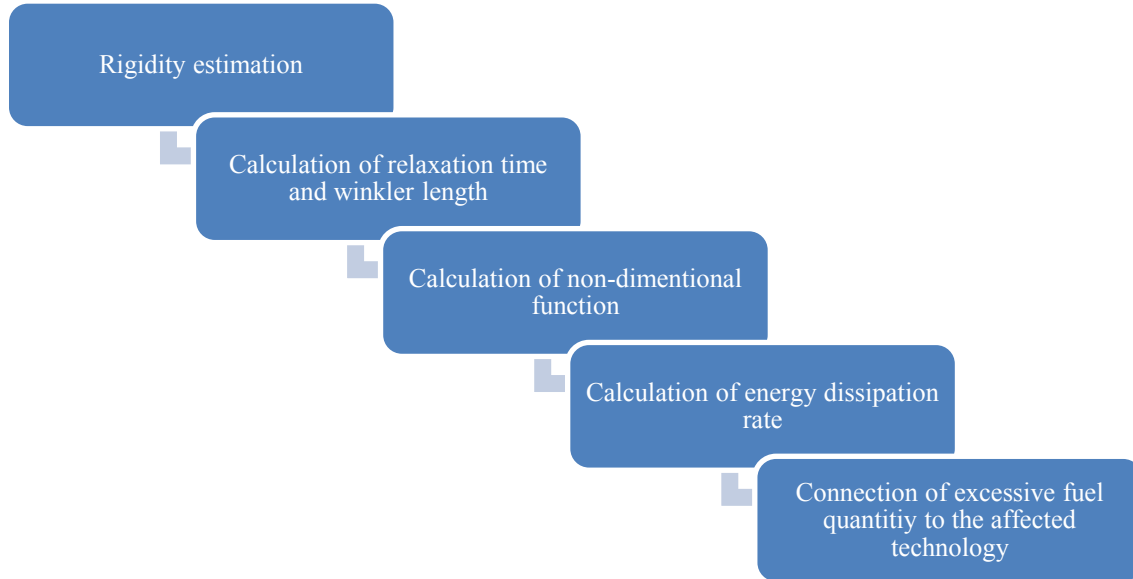 Rigidity estimation
Calculation of relaxation time
and winkler length
Calculation of non-dimentional
function
Calculation of energy dissipation
rate
Connection of excessive fuel
quantitiy to the affected
technology